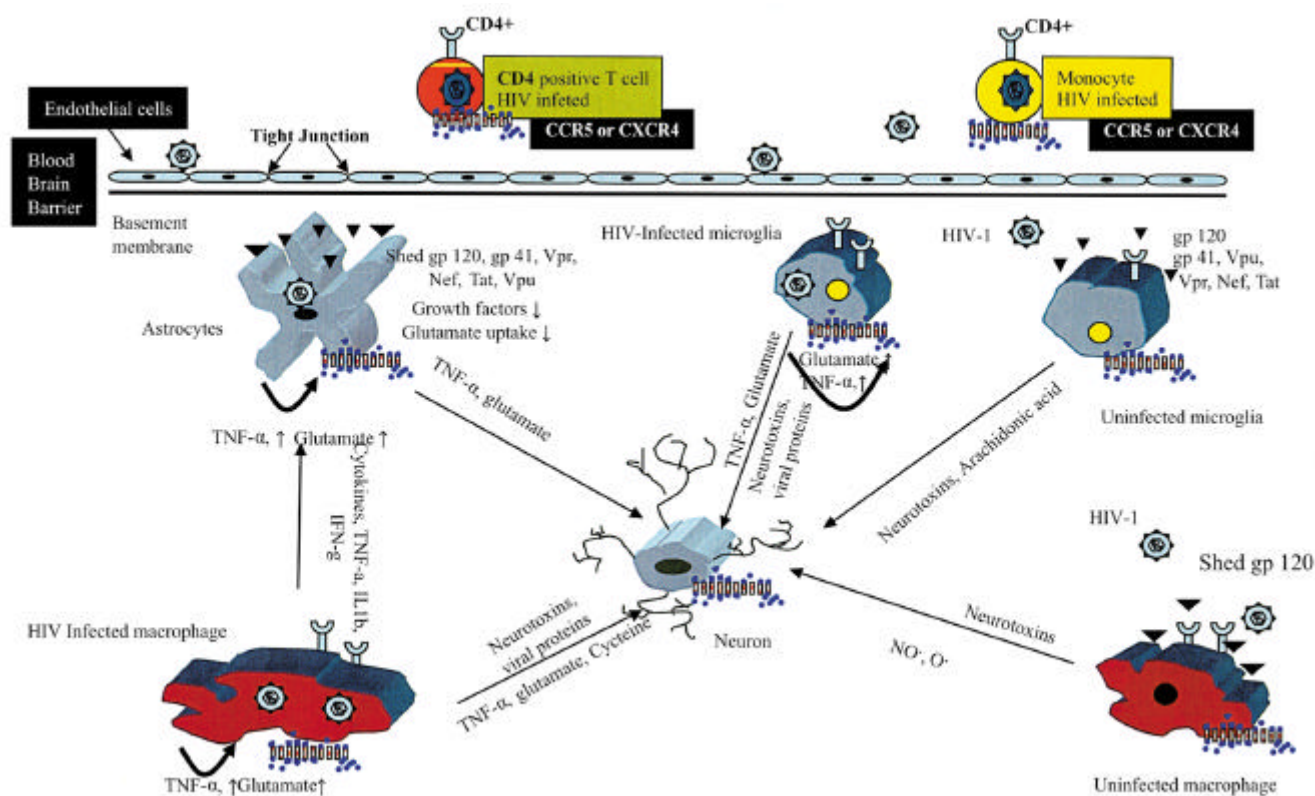 CD4+
CD4 positive T cell
HIV infeted
CCR5 or CXCR4
CD4+
Monocyte
HIV infected
CCR5 or CXCR4
Endothelial cells
Tight Junction
Blood
Brain
Barrier
Basement
membrane
Shed gp 120, gp 41, Vpr,
Nef, Tat, Vpu
Growth factors ↓
Glutamate uptake ↓
Astrocytes
TNF-α, ↑ Glutamate ↑
TNF-α, glutamate
HIV-Infected microglia
Glutamate ↑
TNF-α,↑
TNF-α, Glutamate
Neurotoxins,
viral proteins
HIV-1
gp 120
gp 41, Vpu,
Vpr, Nef, Tat
Uninfected microglia
Neurotoxins, Arachidonic acid
Cytokines, TNF-a, IL1b,
IFN-g
HIV Infected macrophage
TNF-α, ↑Glutamate↑
Neurotoxins,
viral proteins
TNF-α, glutamate, Cycteine
Neuron
HIV-1
Shed gp 120
Neurotoxins
NO·, O·
Uninfected macrophage